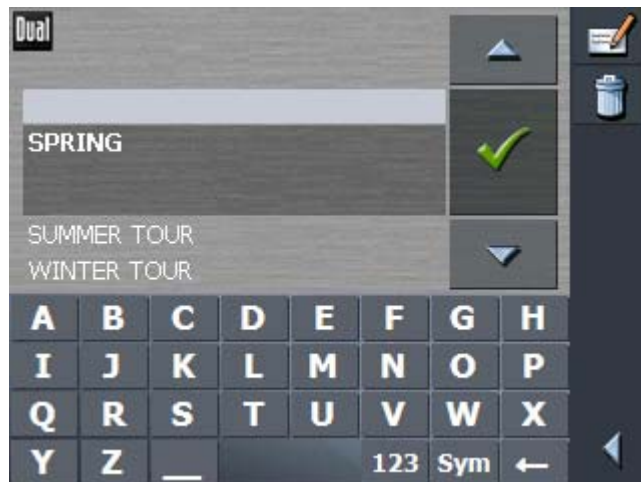 Dual
SPRING
SUMMER TOUR
WINTER TOUR
A B C D E F G H
I J K L M N O P
Q R S T U V W X
Y Z _ 123 Sym ←